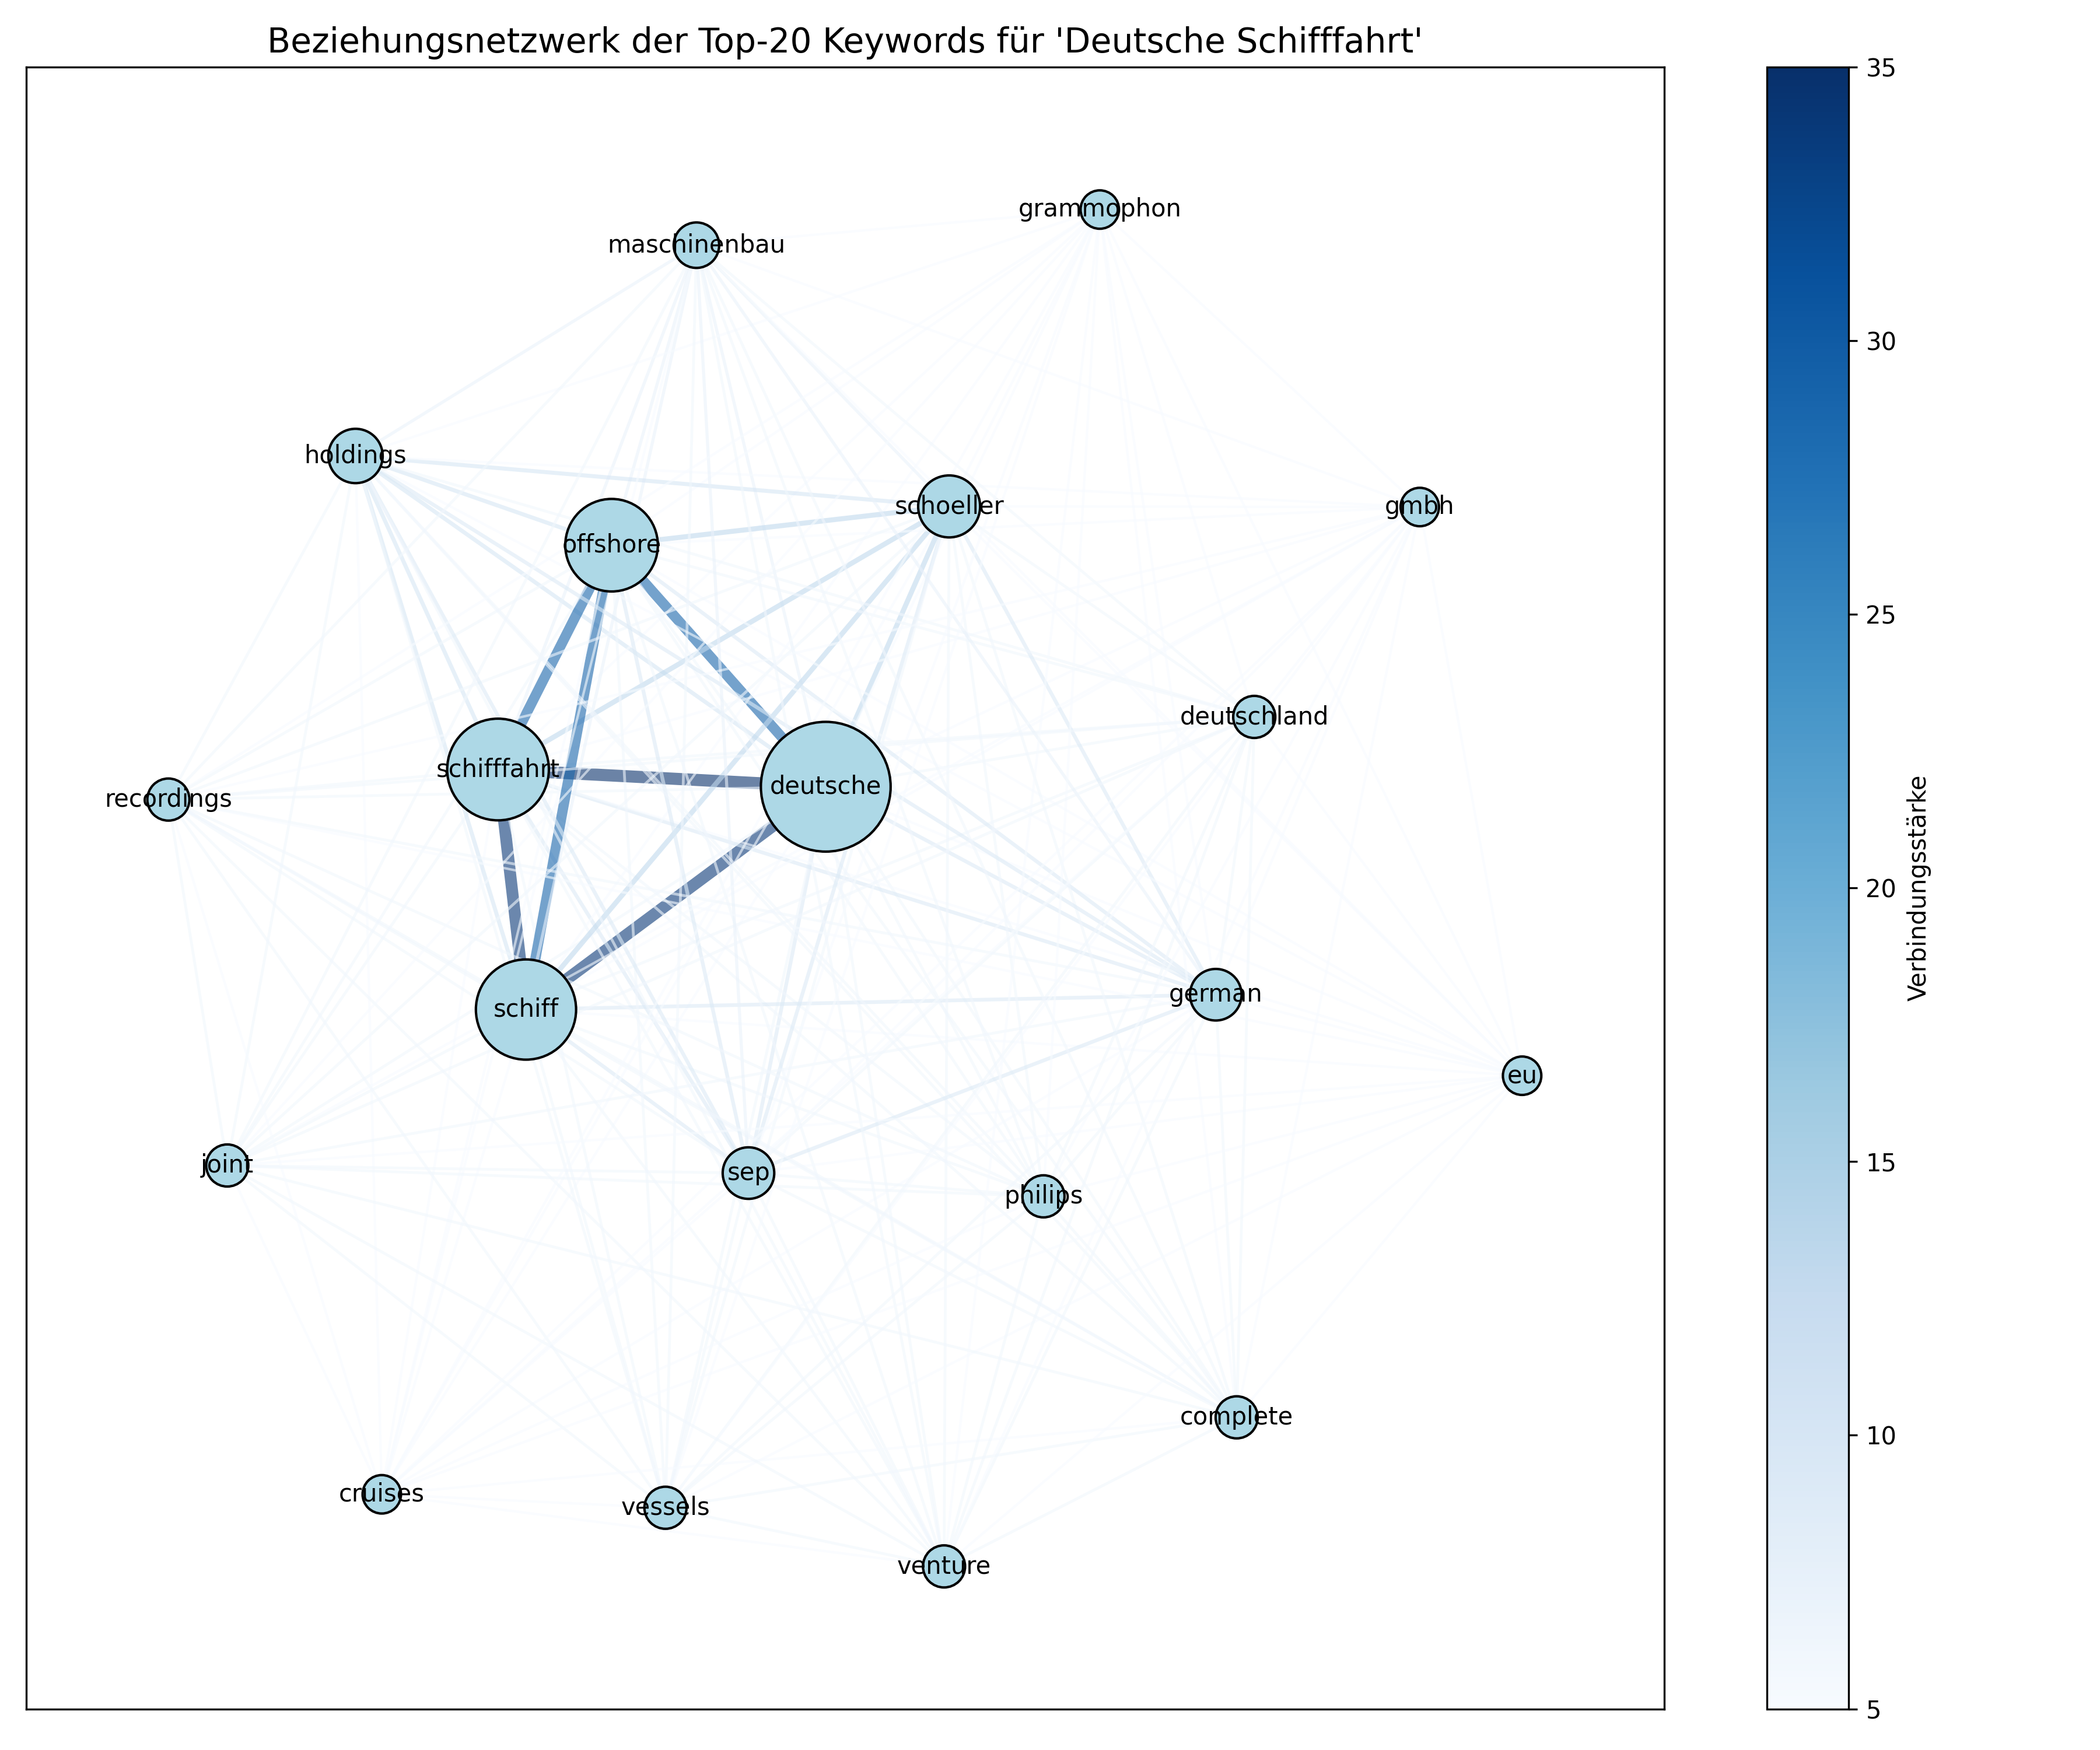 Beziehungsnetzwerk der Top-20 Keywords für 'Deutsche Schifffahrt'
grammophon
maschinenbau
holdings
schoeller
gmbh
offshore
deutschland
schifffahrt
deutsche
recordings
german
schiff
eu
joint
sep
philips
complete
cruises
vessels
venture
35
30
25
20
15
10
5
Verbindungsstärke